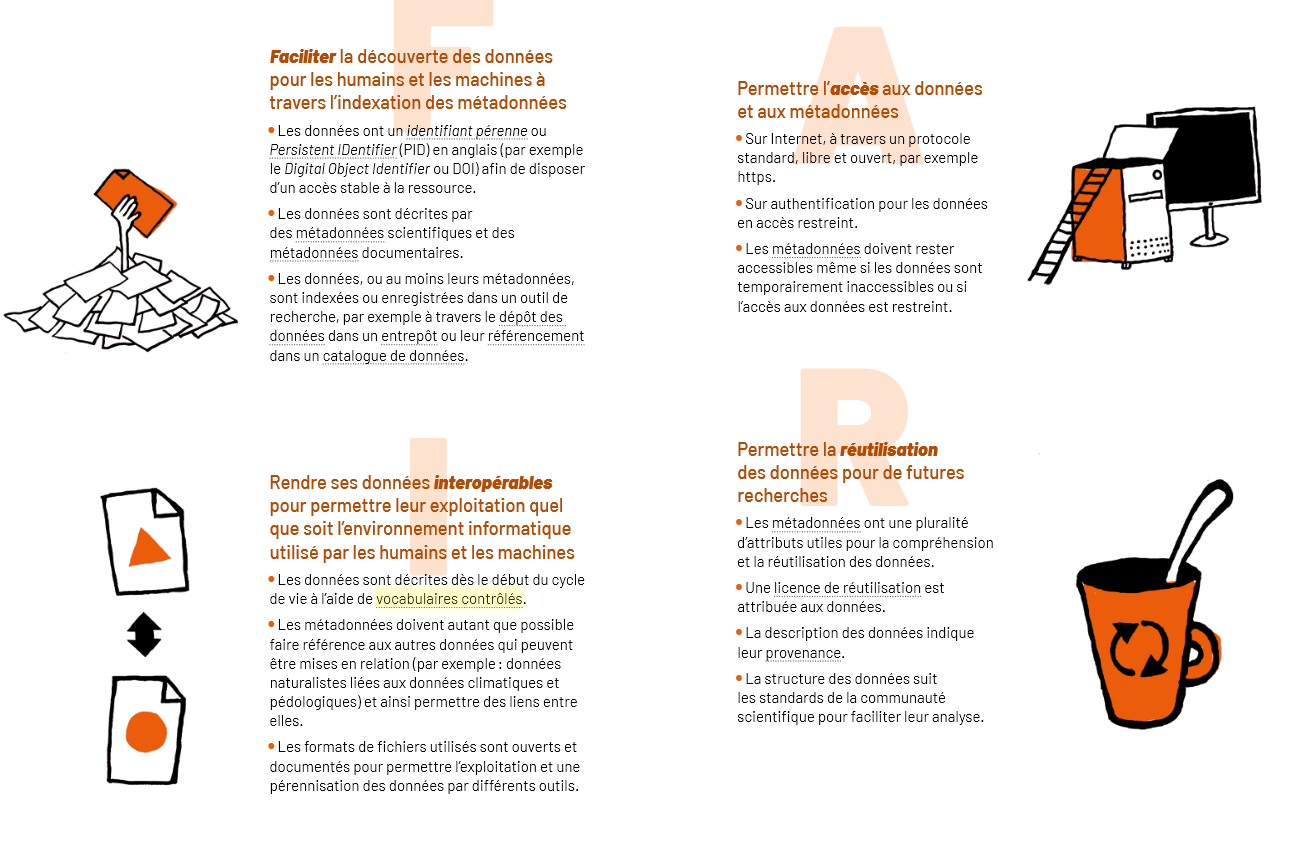 F
Faciliter la découverte des données
pour les humains et les machines à
travers l'indexation des métadonnées
• Les données ont un identifiant pérenne ou
Persistent IDentifier (PID) en anglais (par exemple
le Digital Object Identifier ou DOI) afin de disposer
d'un accès stable à la ressource.
• Les données sont décrites par
des métadonnées scientifiques et des
métadonnées documentaires.
• Les données, ou au moins leurs métadonnées,
sont indexées ou enregistrées dans un outil de
recherche, par exemple à travers le dépôt des
données dans un entrepôt ou leur référencement
dans un catalogue de données.
A
Permettre l'accès aux données
et aux métadonnées
• Sur Internet, à travers un protocole
standard, libre et ouvert, par exemple
https.
• Sur authentification pour les données
en accès restreint.
• Les métadonnées doivent rester
accessibles même si les données sont
temporairement inaccessibles ou si
l'accès aux données est restreint.
I
Rendre ses données interopérables
pour permettre leur exploitation quel
que soit l'environnement informatique
utilisé par les humains et les machines
• Les données sont décrites dès le début du cycle
de vie à l'aide de vocabulaires contrôlés.
• Les métadonnées doivent autant que possible
faire référence aux autres données qui peuvent
être mises en relation (par exemple : données
naturalistes liées aux données climatiques et
pédologiques) et ainsi permettre des liens entre
elles.
• Les formats de fichiers utilisés sont ouverts et
documentés pour permettre l'exploitation et une
pérennisation des données par différents outils.
R
Permettre la réutilisation
des données pour de futures
recherches
• Les métadonnées ont une pluralité
d'attributs utiles pour la compréhension
et la réutilisation des données.
• Une licence de réutilisation est
attribuée aux données.
• La description des données indique
leur provenance.
• La structure des données suit
les standards de la communauté
scientifique pour faciliter leur analyse.